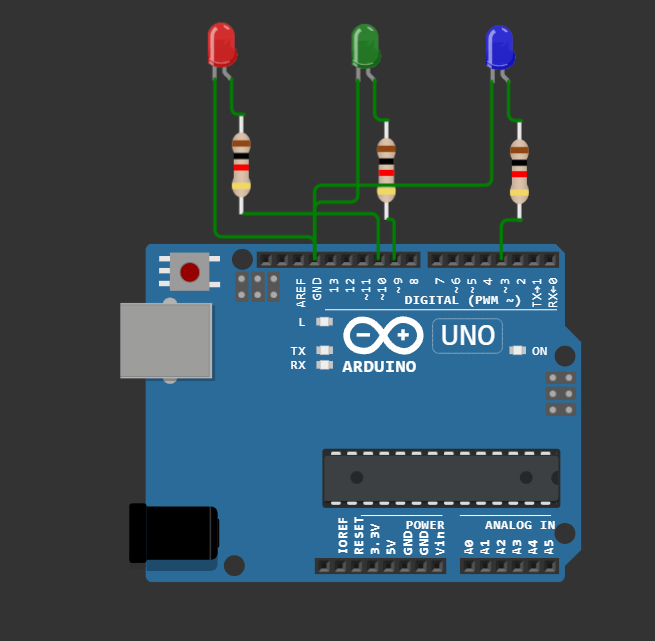 AREF
GND
13
12
~11
~10
~9
8
7
~6
~5
4
~3
2
TX→1
RX←0
DIGITAL (PWM ~)
L
UNO
TX
ON
RX
ARDUINO
POWER
ANALOG IN
IOREF
RESET
3.3V
5V
GND
GND
Vin
A0
A1
A2
A3
A4
A5